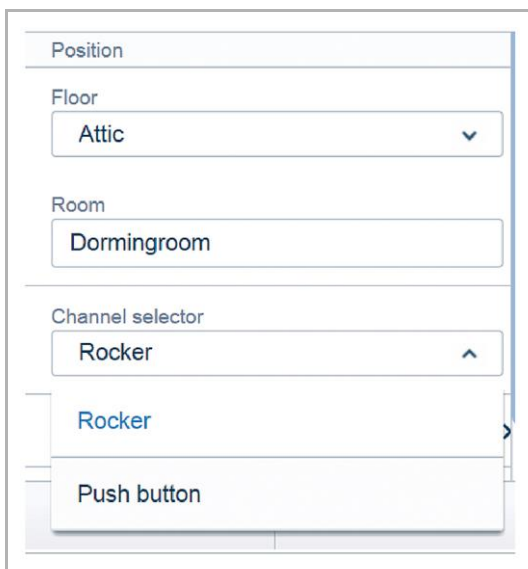 Position
Floor
Attic
Room
Dormingroom
Channel selector
Rocker
Rocker
Push button